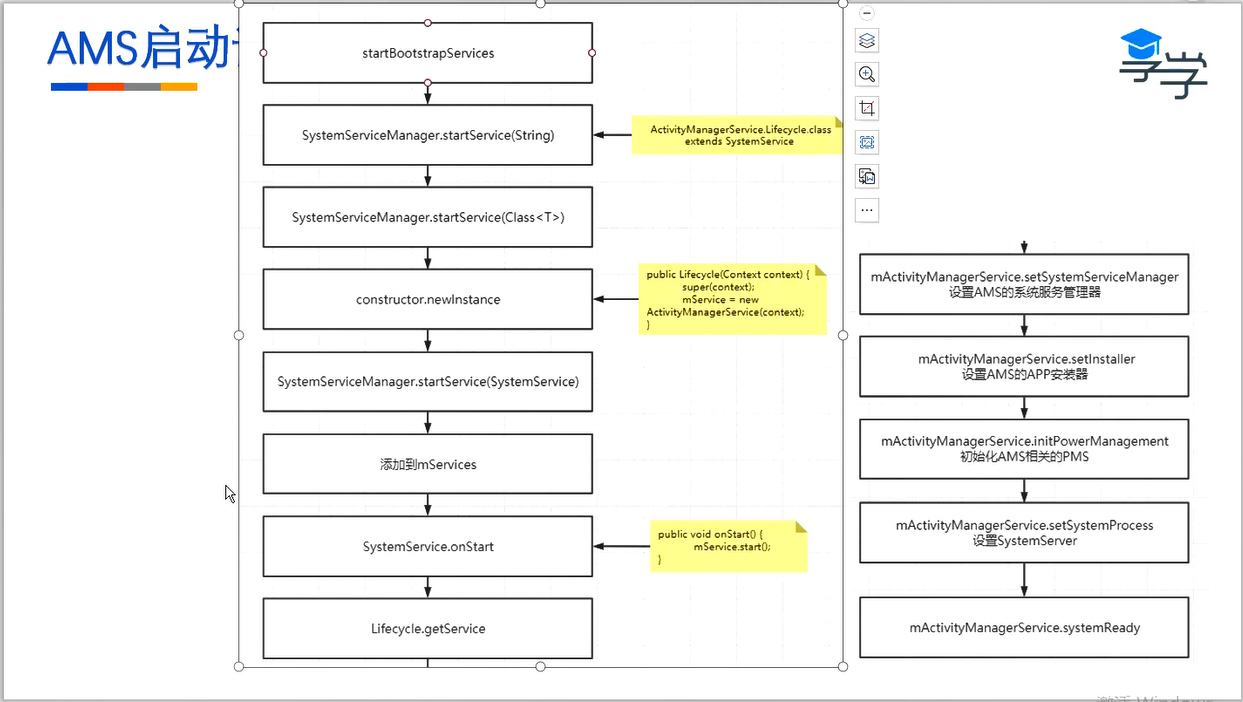 AMS启动
startBootstrapServices
SystemServiceManager.startService(String)
ActivityManagerService.Lifecycle.class
extends SystemService
SystemServiceManager.startService(Class<T>)
constructor.newInstance
public Lifecycle(Context context) {
super(context);
mService = new
ActivityManagerService(context);
}
SystemServiceManager.startService(SystemService)
添加到mServices
SystemService.onStart
public void onStart() {
mService.start();
}
Lifecycle.getService
享学
mActivityManagerService.setSystemServiceManager
设置AMS的系统服务管理器
mActivityManagerService.setInstaller
设置AMS的APP安装器
mActivityManagerService.initPowerManagement
初始化AMS相关的PMS
mActivityManagerService.setSystemProcess
设置SystemServer
mActivityManagerService.systemReady
激活 Windows